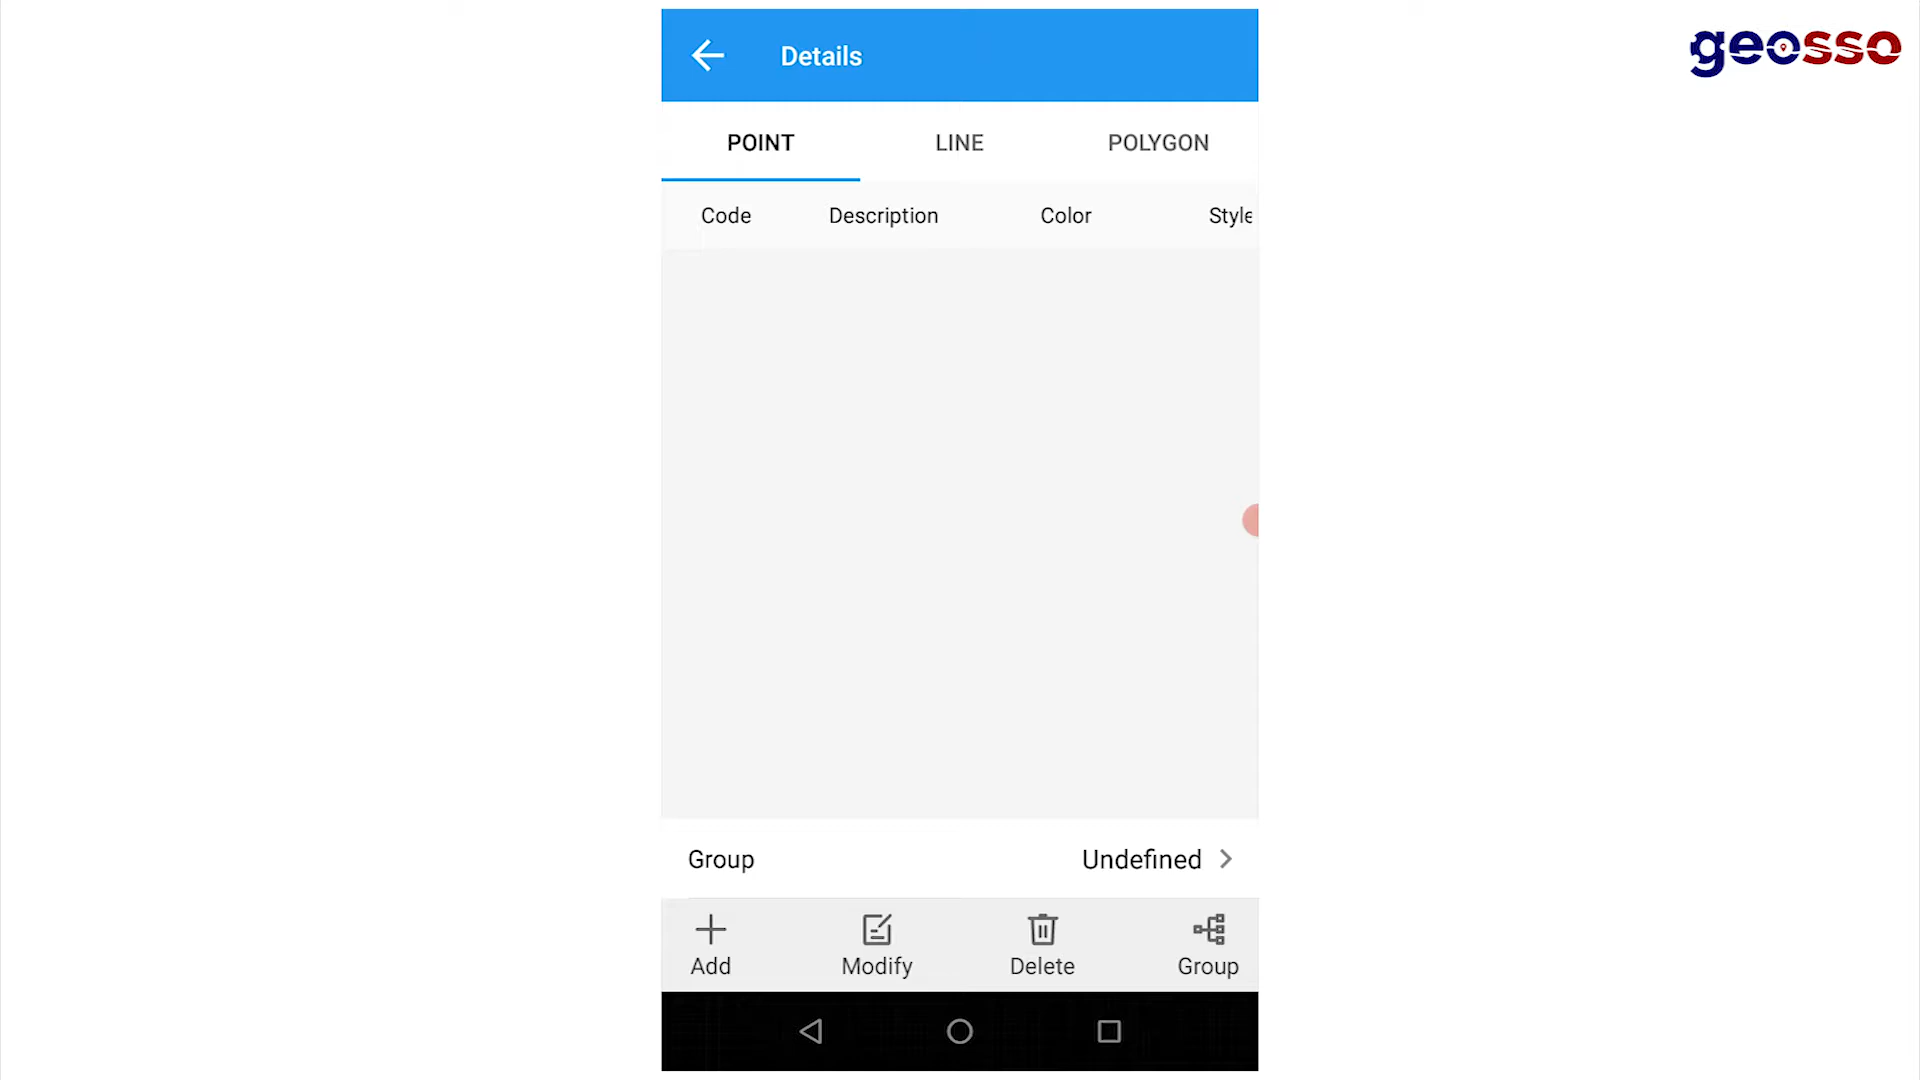 geosso
Details
POINT LINE POLYGON
Code Description Color Style
Group Undefined
Add Modify Delete Group